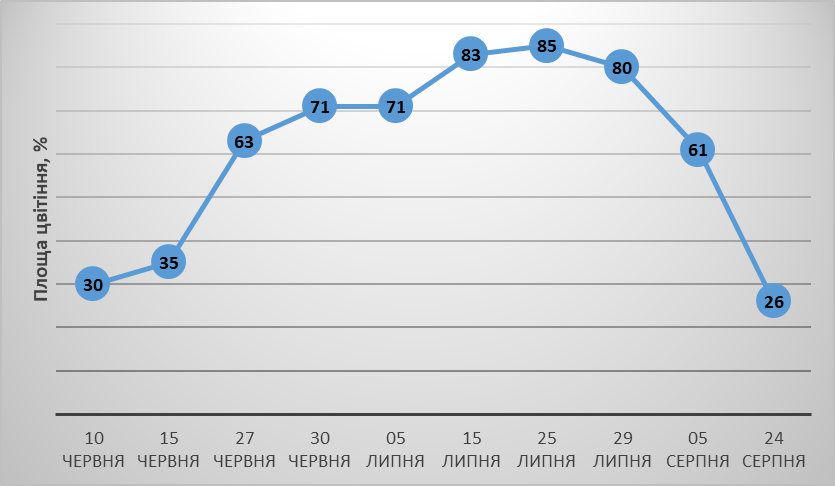 Площа цвітіння, %
30
35
63
71
71
83
85
80
61
26
10 ЧЕРВНЯ
15 ЧЕРВНЯ
27 ЧЕРВНЯ
30 ЧЕРВНЯ
05 ЛИПНЯ
15 ЛИПНЯ
25 ЛИПНЯ
29 ЛИПНЯ
05 СЕРПНЯ
24 СЕРПНЯ